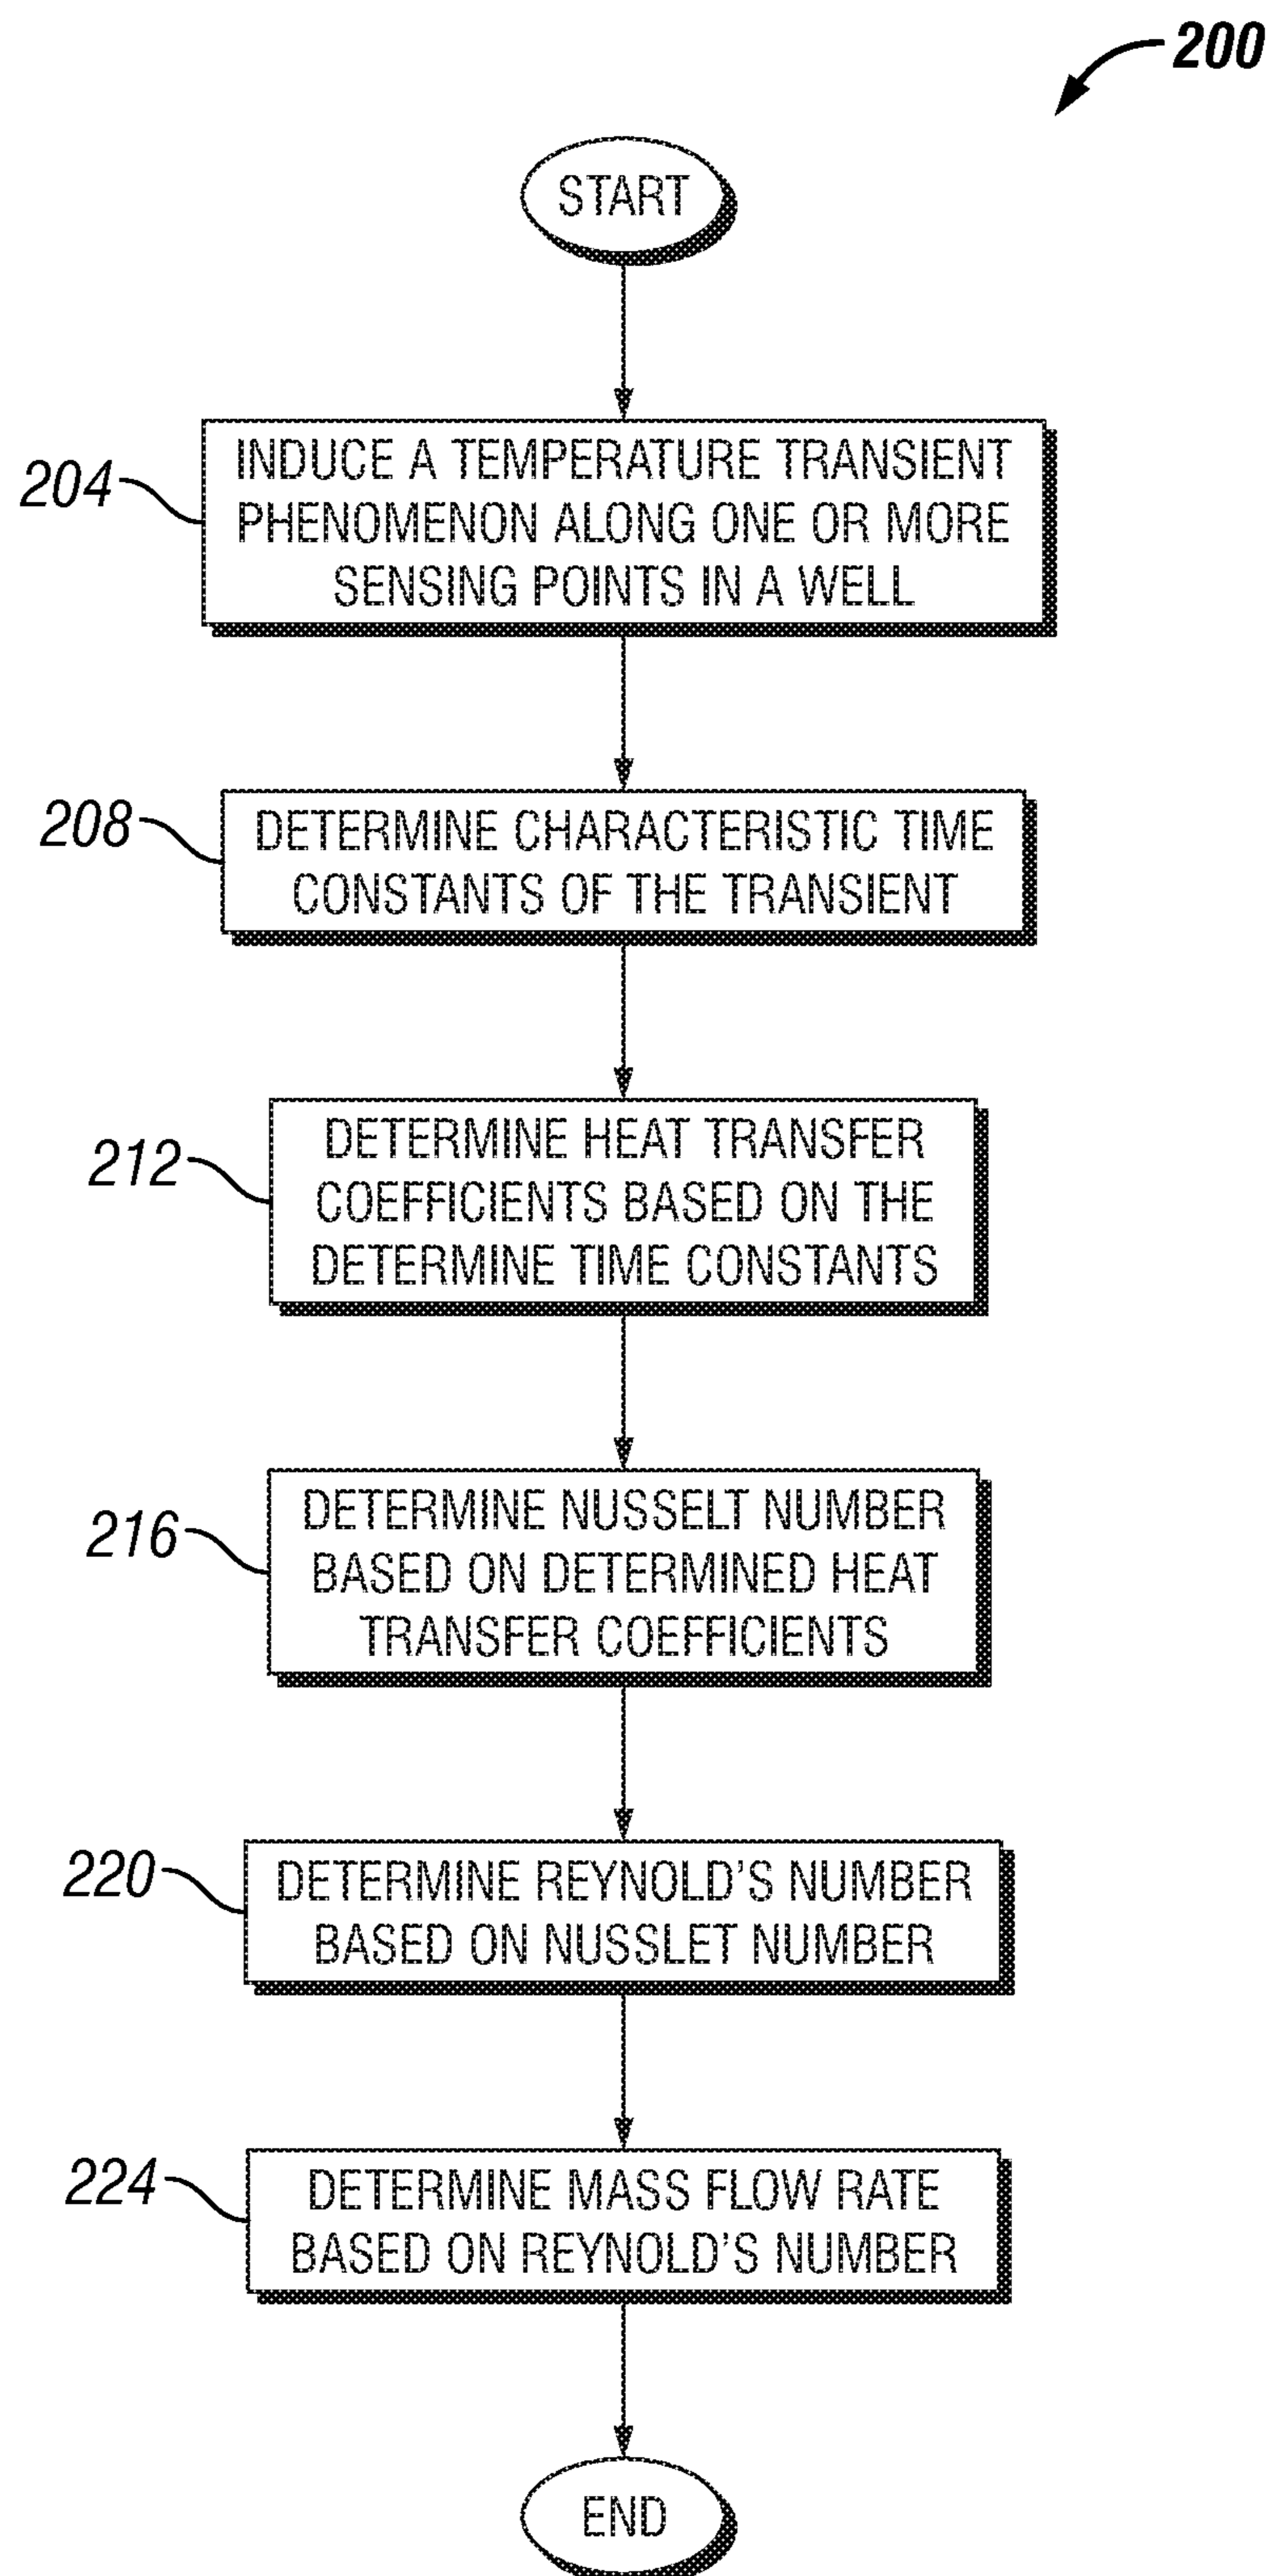 200
START
204
INDUCE A TEMPERATURE TRANSIENT
PHENOMENON ALONG ONE OR MORE
SENSING POINTS IN A WELL
208
DETERMINE CHARACTERISTIC TIME
CONSTANTS OF THE TRANSIENT
212
DETERMINE HEAT TRANSFER
COEFFICIENTS BASED ON THE
DETERMINE TIME CONSTANTS
216
DETERMINE NUSSELT NUMBER
BASED ON DETERMINED HEAT
TRANSFER COEFFICIENTS
220
DETERMINE REYNOLD'S NUMBER
BASED ON NUSSLET NUMBER
224
DETERMINE MASS FLOW RATE
BASED ON REYNOLD'S NUMBER
END